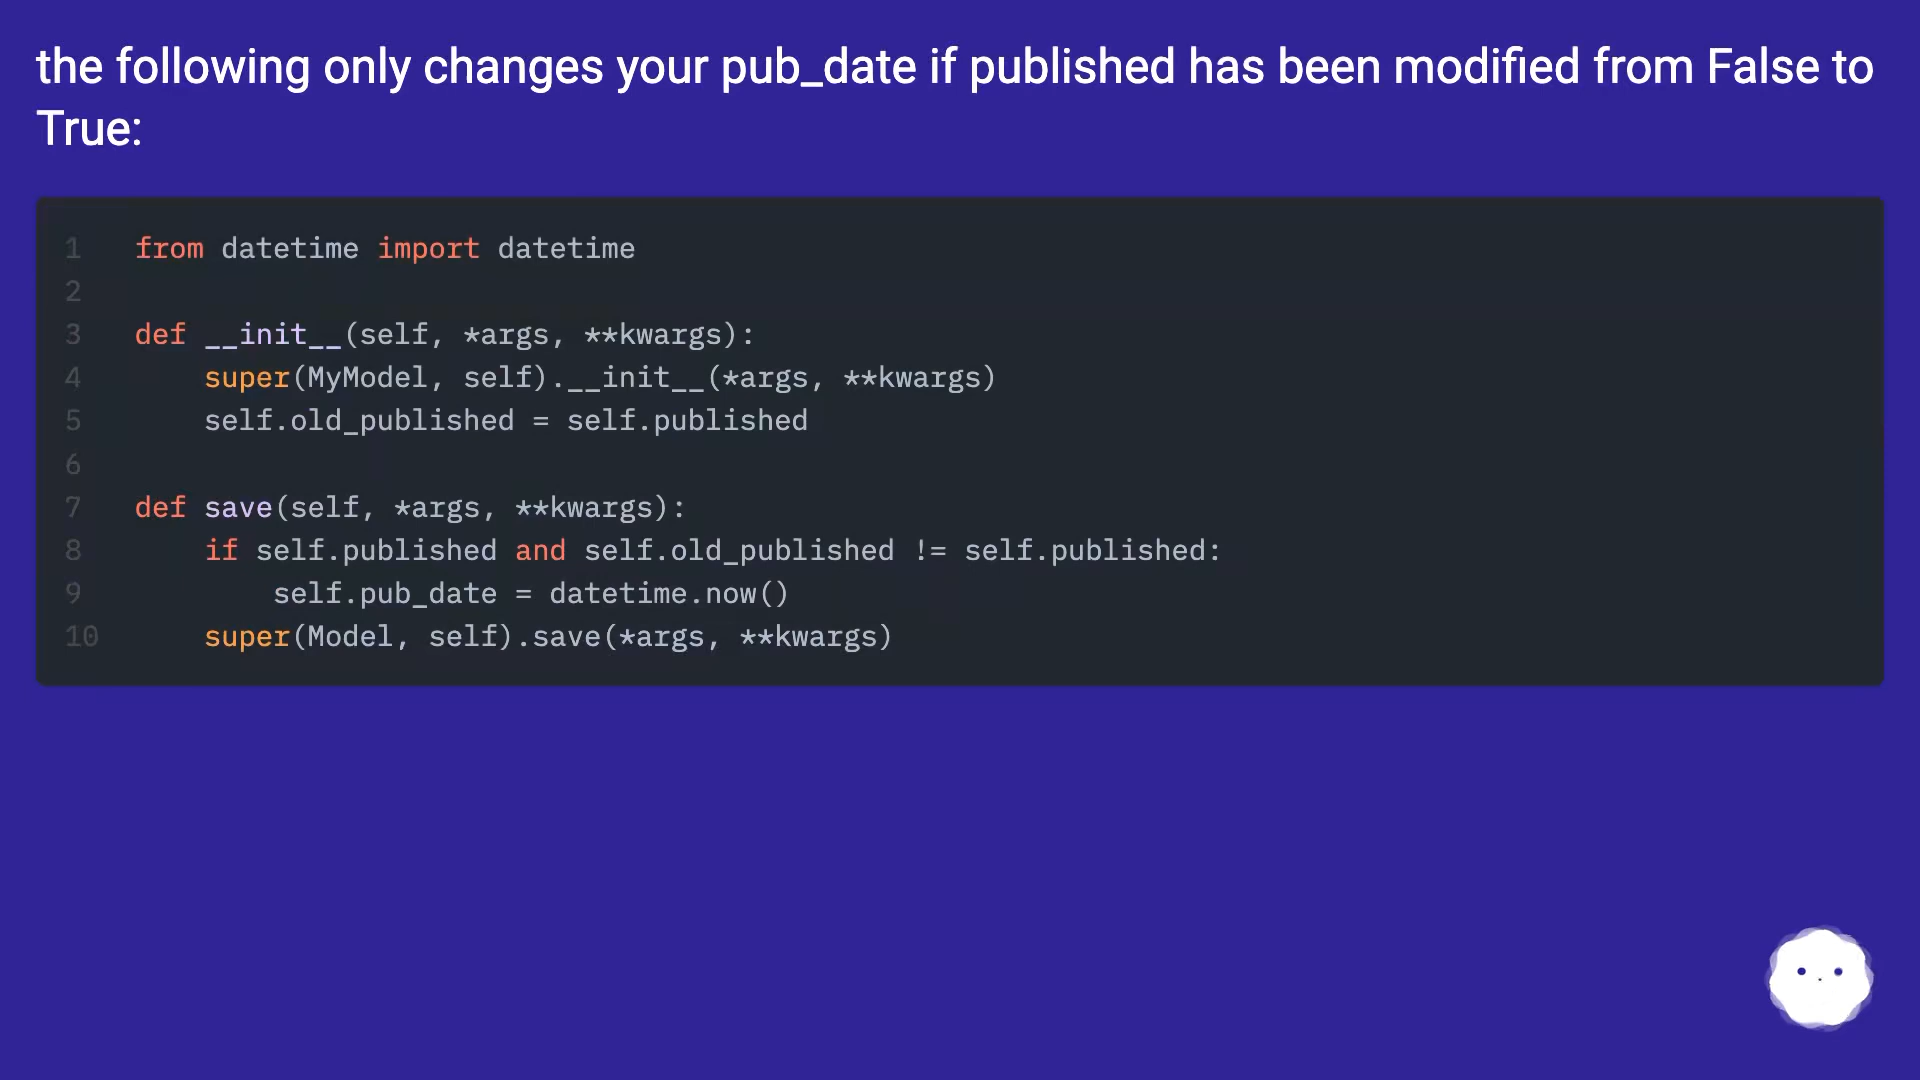 the following only changes your pub_date if published has been modified from False to
True:
1 from datetime import datetime
2
3 def __init__(self, *args, **kwargs):
4     super(MyModel, self).__init__(*args, **kwargs)
5     self.old_published = self.published
6
7 def save(self, *args, **kwargs):
8     if self.published and self.old_published != self.published:
9         self.pub_date = datetime.now()
10     super(Model, self).save(*args, **kwargs)